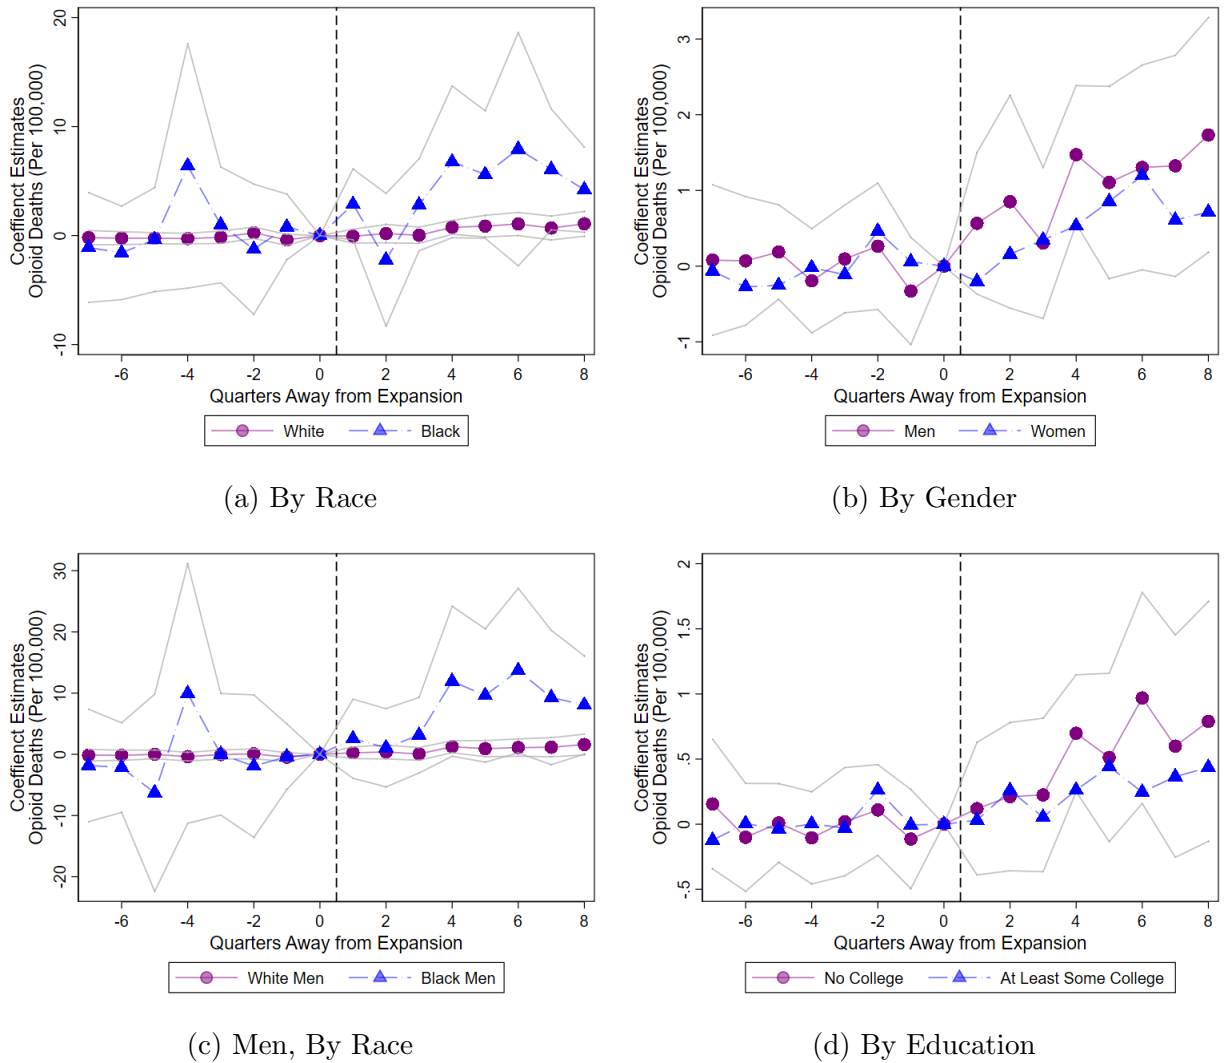 Coeffienct Estimates
Opioid Deaths (Per 100,000)
20
10
0
-10
-6 -4 -2 0 2 4 6 8
Quarters Away from Expansion
White Black
(a) By Race
Coeffienct Estimates
Opioid Deaths (Per 100,000)
3
2
1
0
-1
-6 -4 -2 0 2 4 6 8
Quarters Away from Expansion
Men Women
(b) By Gender
Coeffienct Estimates
Opioid Deaths (Per 100,000)
30
20
10
0
-10
-20
-6 -4 -2 0 2 4 6 8
Quarters Away from Expansion
White Men Black Men
(c) Men, By Race
Coeffienct Estimates
Opioid Deaths (Per 100,000)
2
1.5
1
.5
0
-.5
-6 -4 -2 0 2 4 6 8
Quarters Away from Expansion
No College At Least Some College
(d) By Education